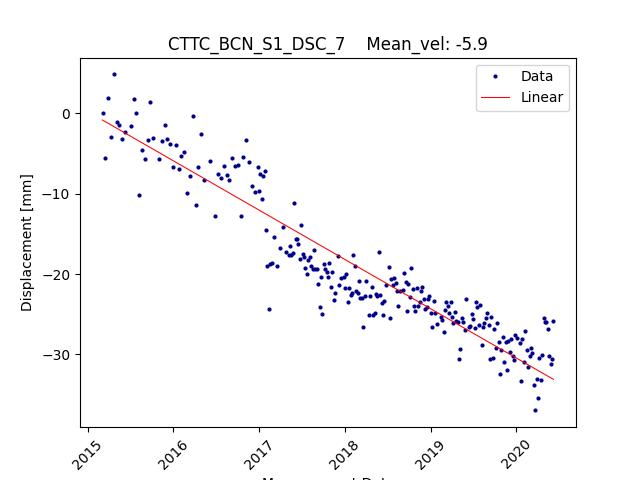 CTTC_BCN_S1_DSC_7 Mean_vel: -5.9
Data
Linear
Displacement [mm]
0
−10
−20
−30
2015
2016
2017
2018
2019
2020